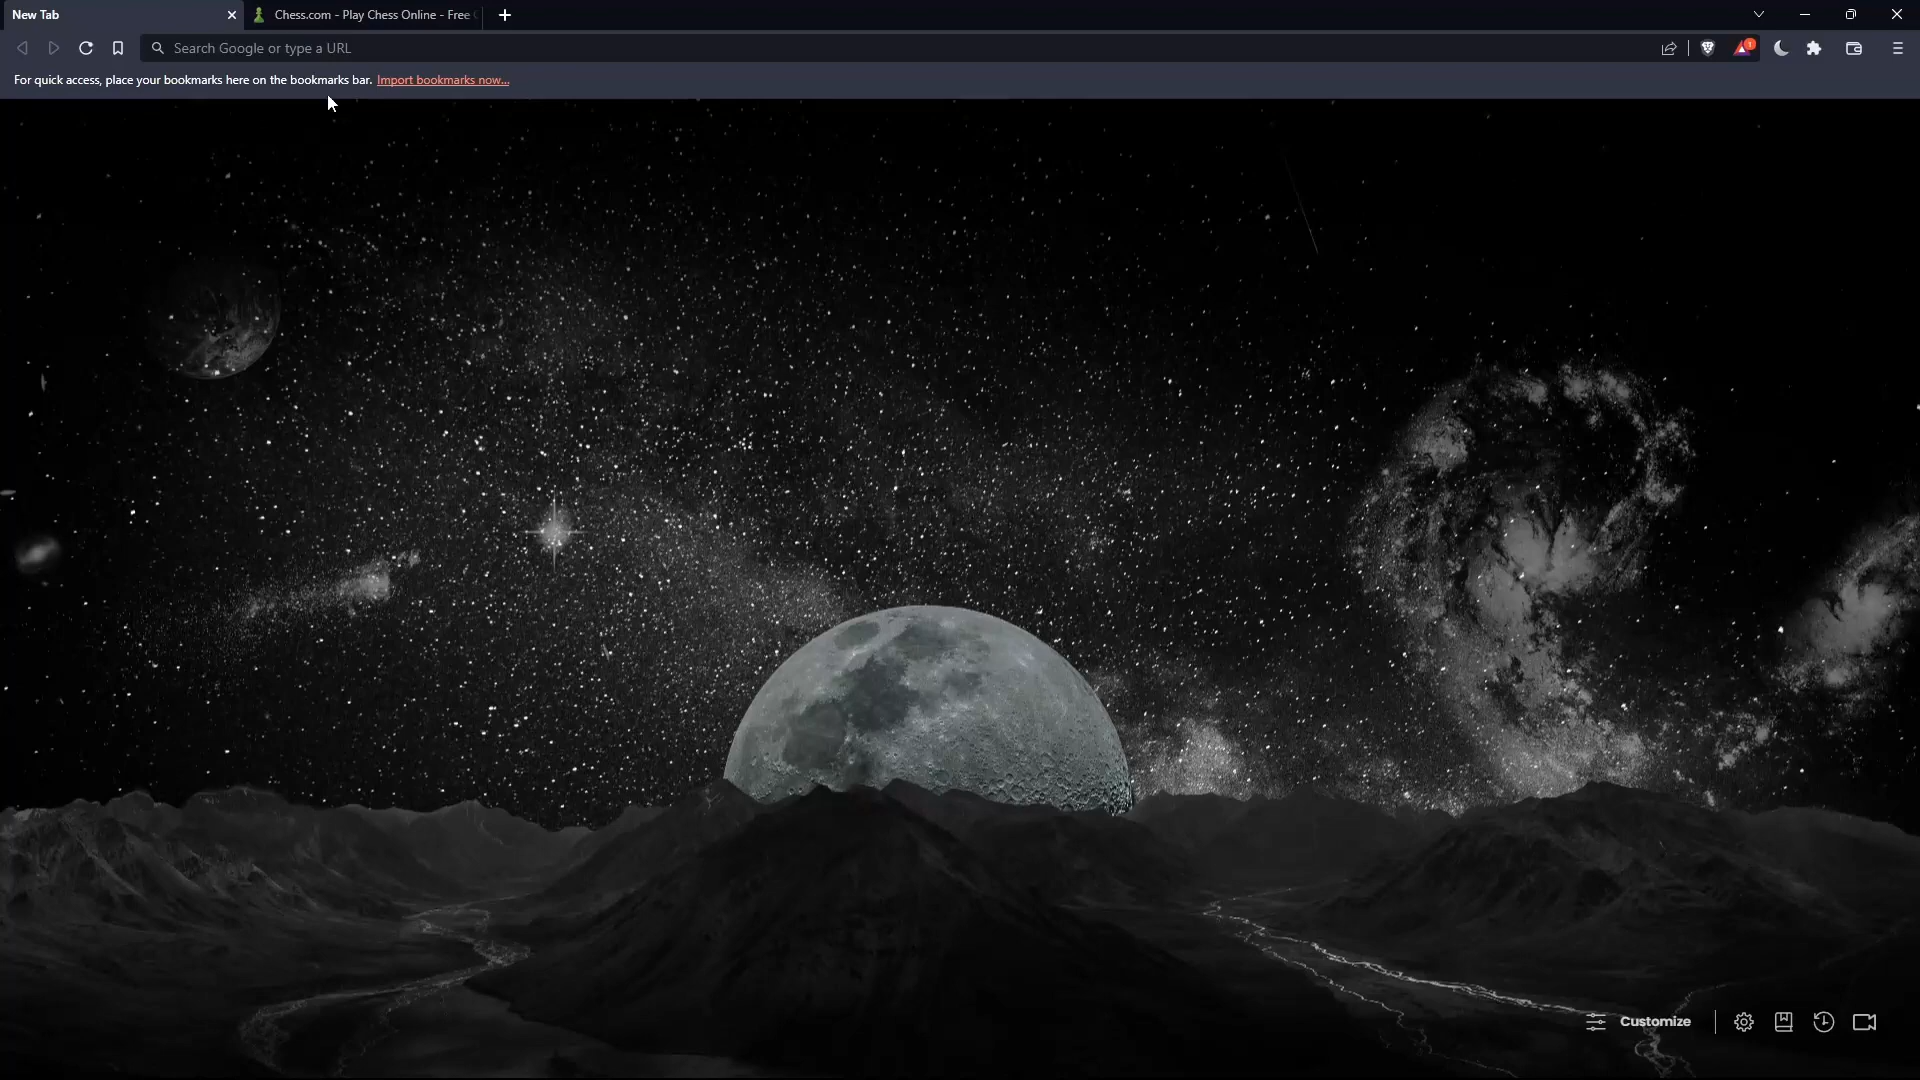 New Tab
Chess.com - Play Chess Online - Free
Search Google or type a URL
1
For quick access, place your bookmarks here on the bookmarks bar. Import bookmarks now...
Customize